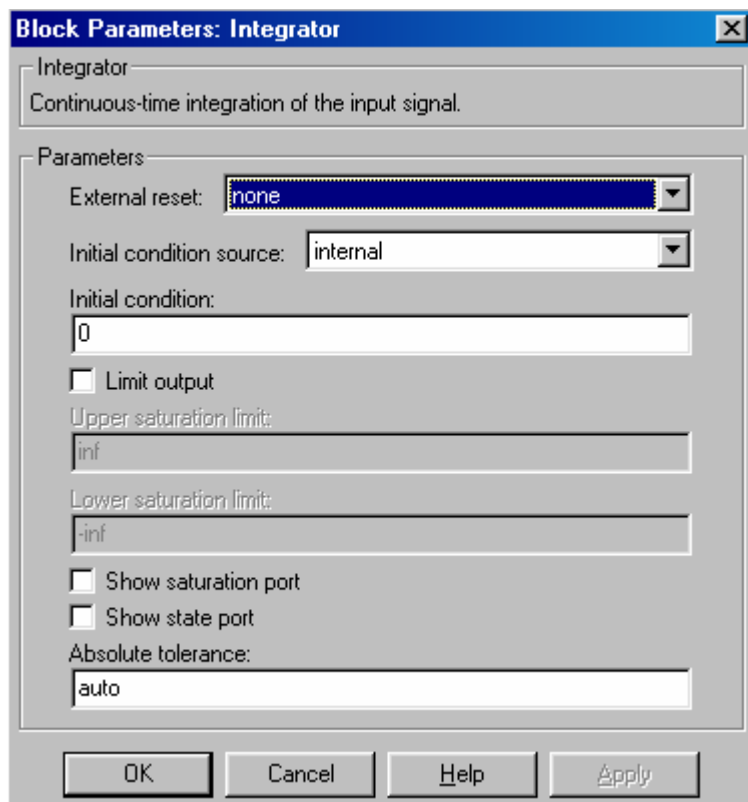 Block Parameters: Integrator
Integrator
Continuous-time integration of the input signal.
Parameters
External reset: none
Initial condition source: internal
Initial condition:
0
Limit output
Upper saturation limit:
inf
Lower saturation limit:
-inf
Show saturation port
Show state port
Absolute tolerance:
auto
OK Cancel Help Apply